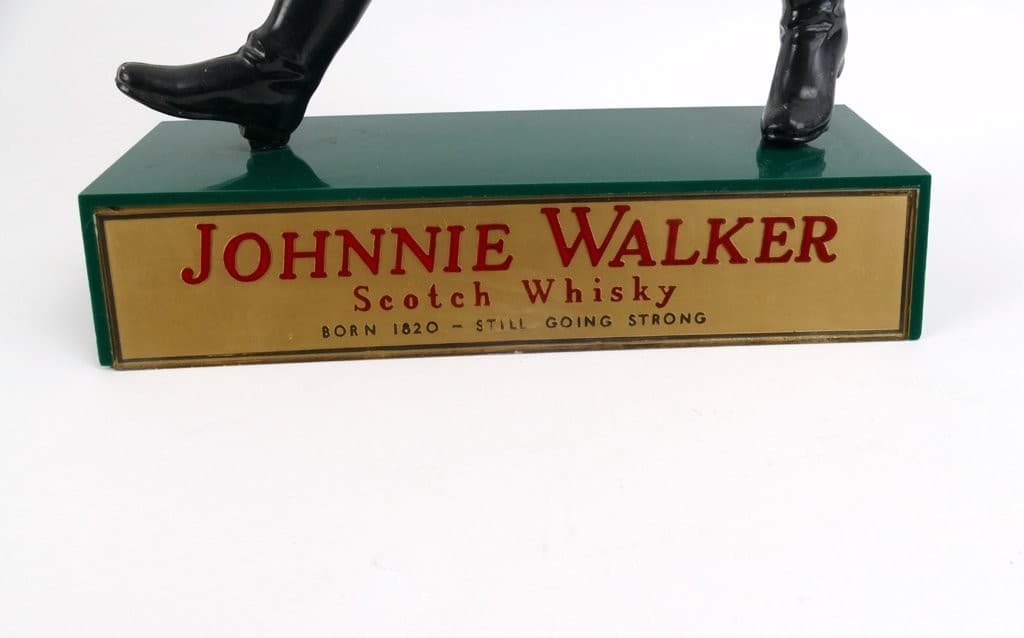 JOHNNIE WALKER
Scotch Whisky
BORN 1820 – STILL GOING STRONG